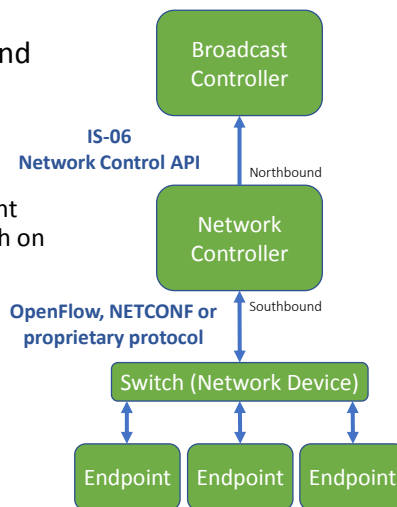 nd
Broadcast
Controller
IS-06
Network Control API
Northbound
nt
h on
Network
Controller
OpenFlow, NETCONF or
proprietary protocol
Southbound
Switch (Network Device)
Endpoint
Endpoint
Endpoint